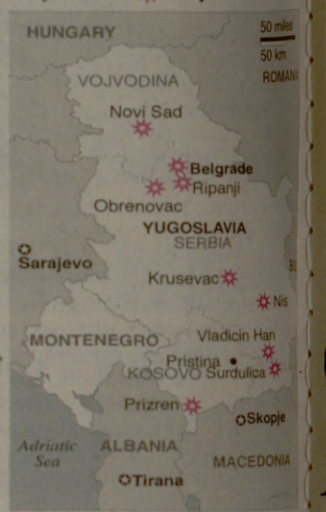 HUNGARY
50 miles
50 km
ROMANIA
VOJVODINA
Novi Sad
Belgrade
Ripanji
Obrenovac
YUGOSLAVIA
SERBIA
Sarajevo
Krusevac
Nis
MONTENEGRO
Vladicin Han
Pristina
KOSOVO Surdulica
Prizren
Skopje
Adriatic
Sea
ALBANIA
MACEDONIA
Tirana